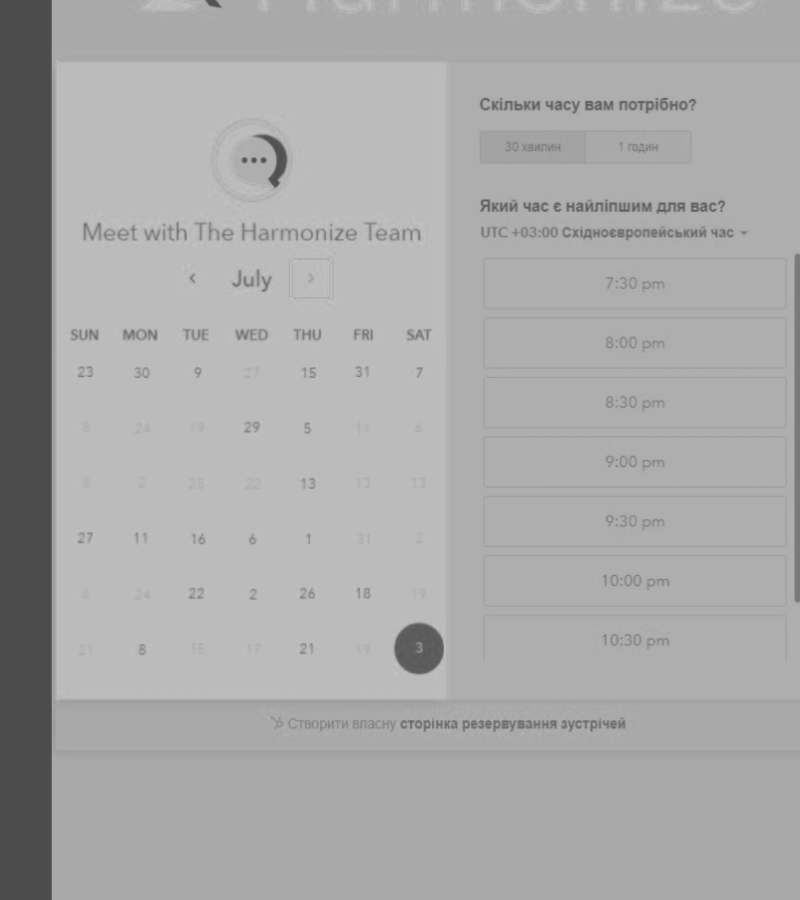 Harmonize
Meet with The Harmonize Team
July
SUN MON TUE WED THU FRI SAT
23 30 9 27 15 31 7
8 24 19 29 5 11 6
8 2 28 22 13 13 13
27 11 16 6 1 31 2
4 24 22 2 26 18 19
21 8 15 17 21 19 3
Скільки часу вам потрібно?
30 хвилин 1 годин
Який час є найліпшим для вас?
UTC +03:00 Східноєвропейський час
7:30 pm
8:00 pm
8:30 pm
9:00 pm
9:30 pm
10:00 pm
10:30 pm
Створити власну сторінка резервування зустрічей